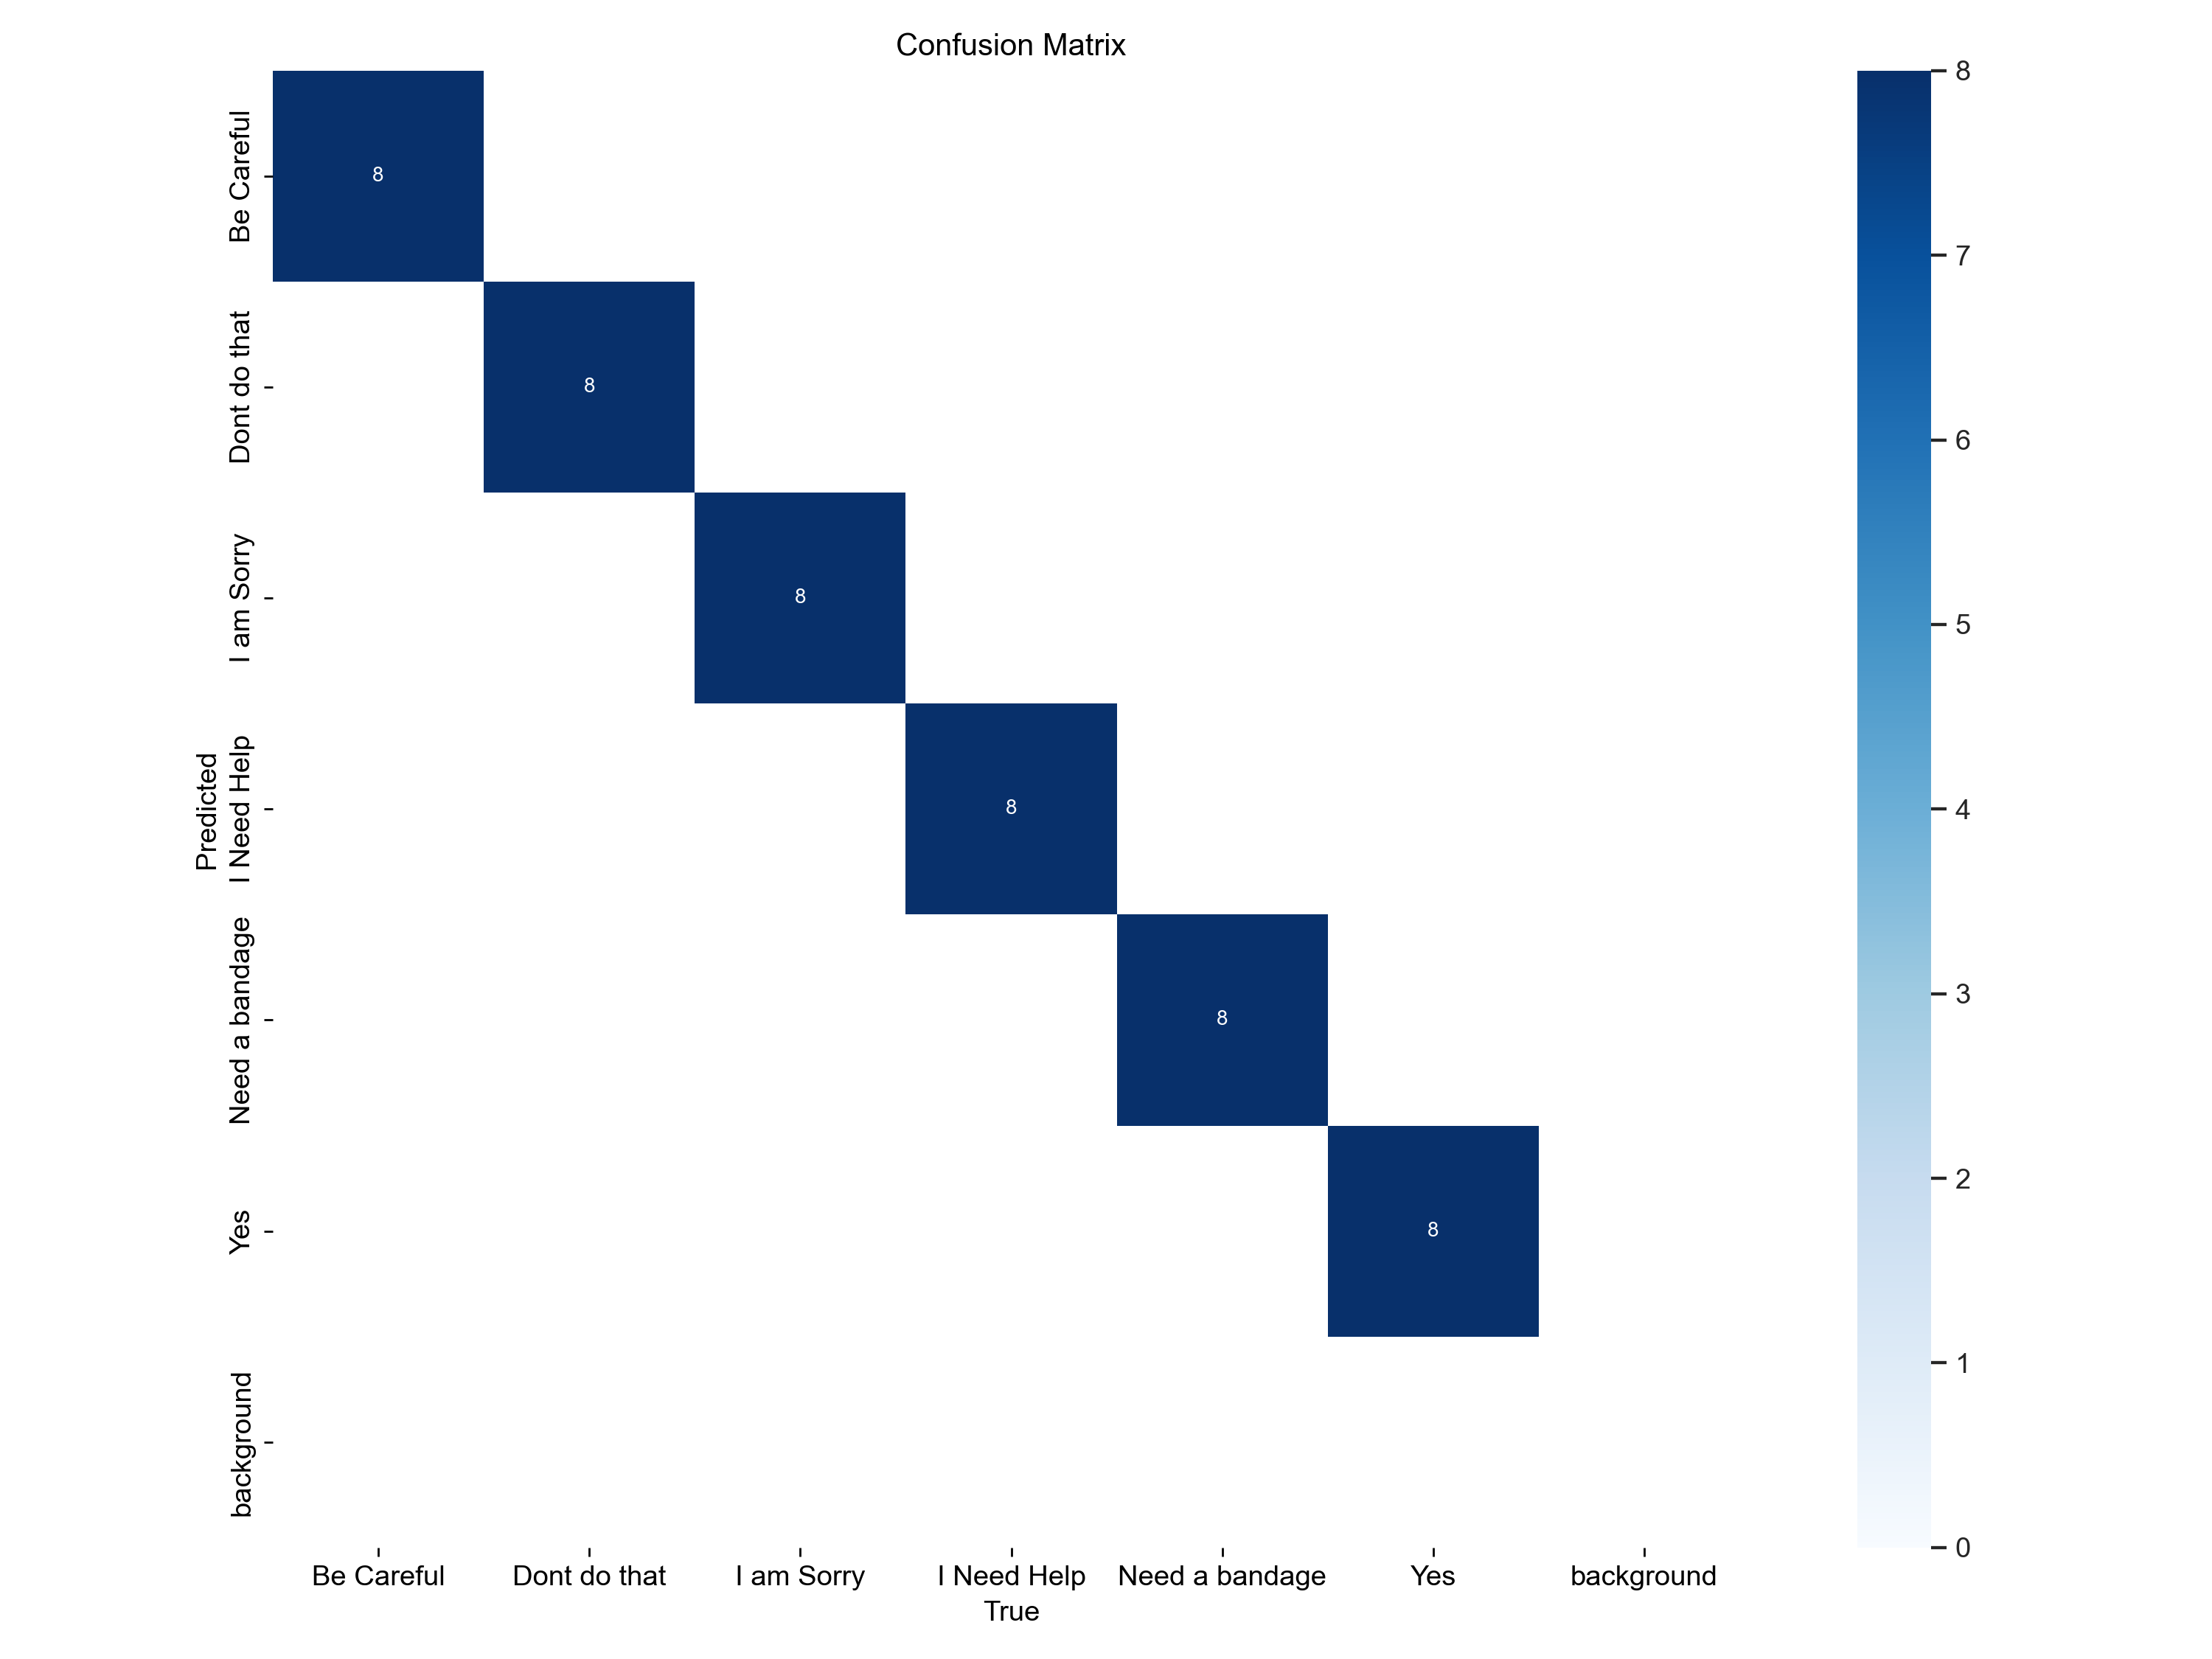 Confusion Matrix
Be Careful
Dont do that
I am Sorry
I Need Help
Need a bandage
Yes
background
Predicted
8
8
8
8
8
8
8
7
6
5
4
3
2
1
0
Be Careful Dont do that I am Sorry I Need Help Need a bandage Yes background
True